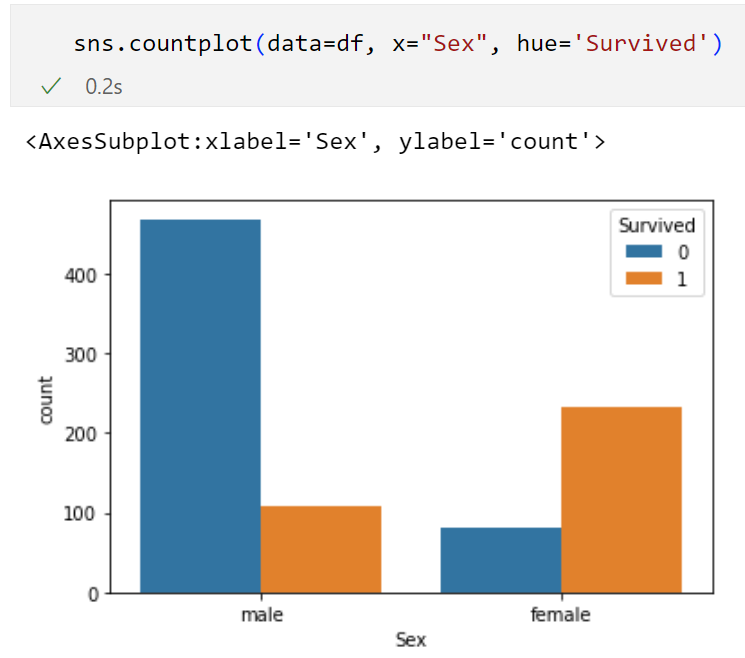 sns.countplot(data=df, x="Sex", hue='Survived')
✓ 0.2s
<AxesSubplot:xlabel='Sex', ylabel='count'>
Survived
0
1
400
300
200
100
0
count
male female
Sex